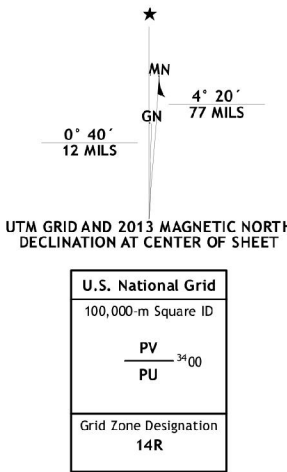 ★
MN
4° 20´
77 MILS
GN
0° 40´
12 MILS
UTM GRID AND 2013 MAGNETIC NORTH
DECLINATION AT CENTER OF SHEET
U.S. National Grid
100,000-m Square ID
PV
³⁴00
PU
Grid Zone Designation
14R